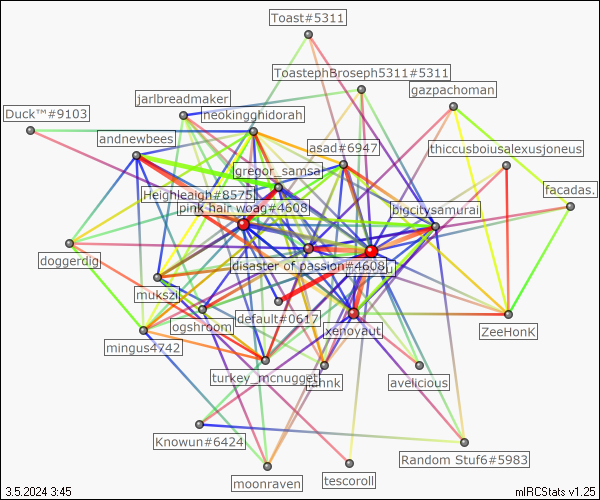 Toast#5311
ToastephBroseph5311#5311
gazpachoman
jarlbreadmaker
neokingghidorah
Duck™#9103
andnewbees
asad#6947
thiccusboiusalexusjoneus
gregor_samsa
facadas.
Heighleaigh#8575
pink hair woag#4608
bigcitysamurai
doggerdig
disaster of passion#4608
mukszi
default#0617
ogshroom
xenoyaut
ZeeHonK
mingus4742
turkey_mcnugget
avelicious
Knowun#6424
Random Stuf6#5983
moonraven
tescoroll
3.5.2024 3:45
mIRCStats v1.25